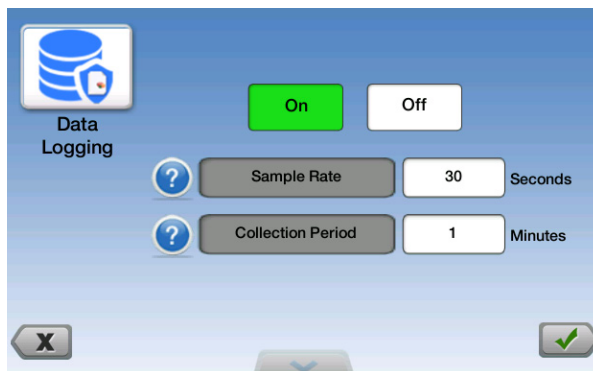 On
Off
Data
Logging
?
Sample Rate
30
Seconds
?
Collection Period
1
Minutes
X